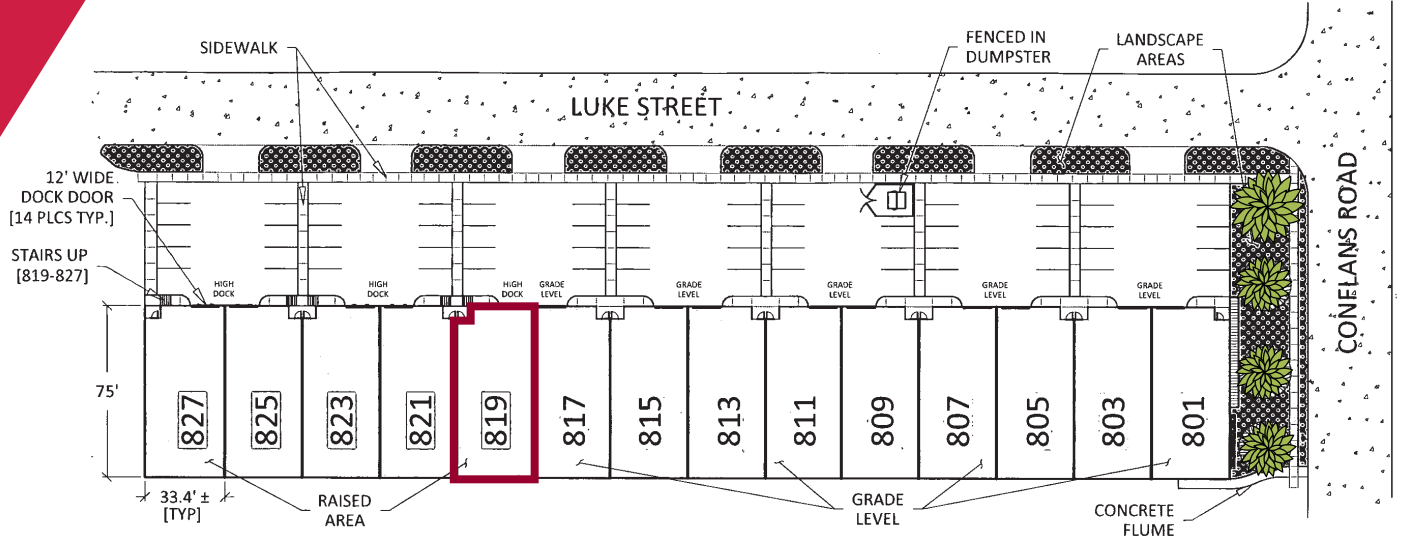 SIDEWALK
FENCED IN
DUMPSTER
LANDSCAPE
AREAS
LUKE STREET
12' WIDE
DOCK DOOR
[14 PLCS TYP.]
STAIRS UP
[819-827]
CONFLANS ROAD
HIGH
DOCK
HIGH
DOCK
HIGH
DOCK
GRADE
LEVEL
GRADE
LEVEL
GRADE
LEVEL
GRADE
LEVEL
GRADE
LEVEL
75'
827
825
823
821
819
817
815
813
811
809
807
805
803
801
33.4' ±
[TYP]
RAISED
AREA
GRADE
LEVEL
CONCRETE
FLUME